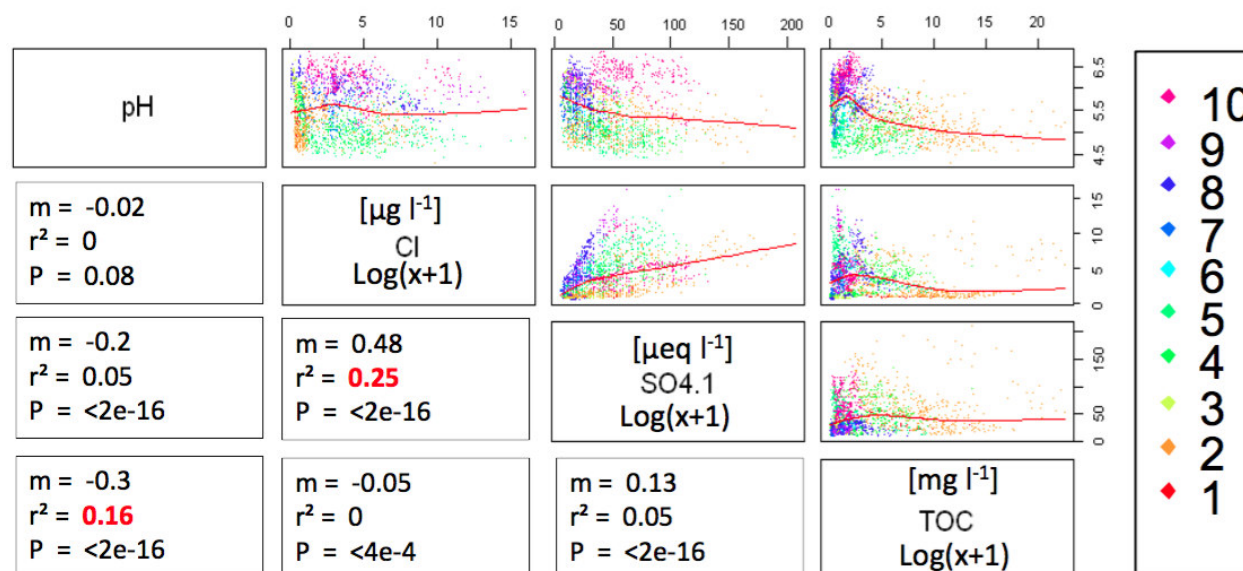 0 5 10 15
0 50 100 150 200
0 5 10 15 20
pH
6.5
5.5
4.5
m = -0.02
r² = 0
P = 0.08
[µg l⁻¹]
Cl
Log(x+1)
15
10
5
0
m = -0.2
r² = 0.05
P = <2e-16
m = 0.48
r² = 0.25
P = <2e-16
[µeq l⁻¹]
SO4.1
Log(x+1)
150
50
0
m = -0.3
r² = 0.16
P = <2e-16
m = -0.05
r² = 0
P = <4e-4
m = 0.13
r² = 0.05
P = <2e-16
[mg l⁻¹]
TOC
Log(x+1)
10
9
8
7
6
5
4
3
2
1